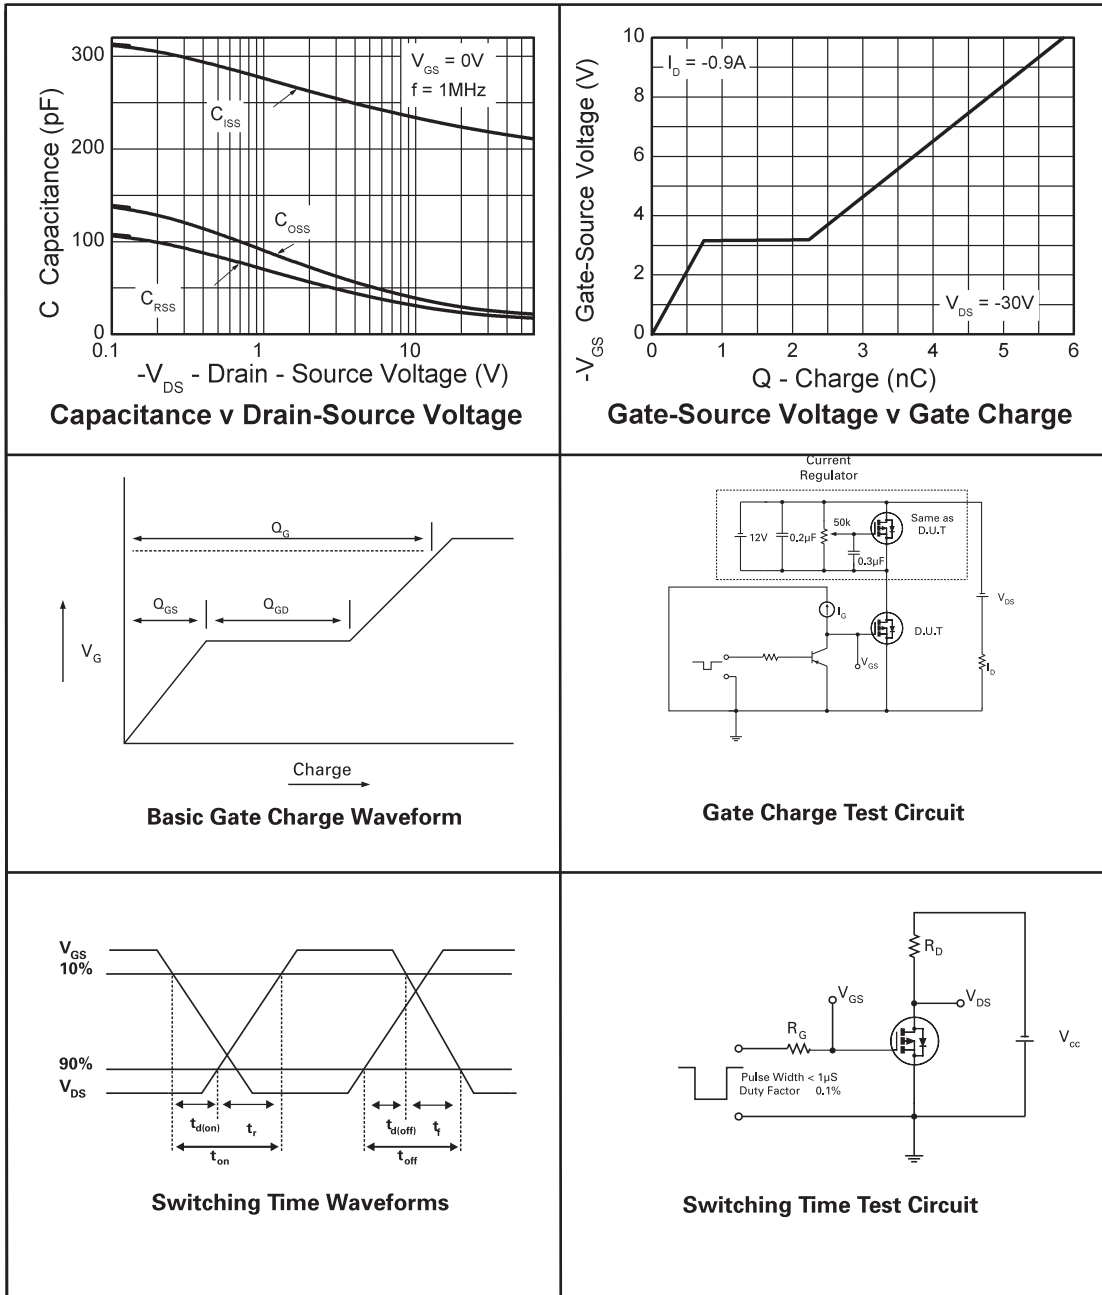 300
200
100
0
C Capacitance (pF)
V_GS = 0V
f = 1MHz
C_ISS
C_OSS
C_RSS
0.1
1
10
-V_DS - Drain - Source Voltage (V)
Capacitance v Drain-Source Voltage
10
8
6
4
2
0
-V_GS Gate-Source Voltage (V)
I_D = -0.9A
V_DS = -30V
0
1
2
3
4
5
6
Q - Charge (nC)
Gate-Source Voltage v Gate Charge
Q_G
Q_GS
Q_GD
V_G
Charge
Basic Gate Charge Waveform
Current
Regulator
12V
0.2μF
50k
0.3μF
Same as
D.U.T
I_G
V_DS
D.U.T
V_GS
I_D
Gate Charge Test Circuit
V_GS
10%
90%
V_DS
t_d(on)
t_r
t_d(off)
t_f
t_on
t_off
Switching Time Waveforms
R_D
V_GS
V_DS
R_G
V_cc
Pulse Width < 1μS
Duty Factor 0.1%
Switching Time Test Circuit